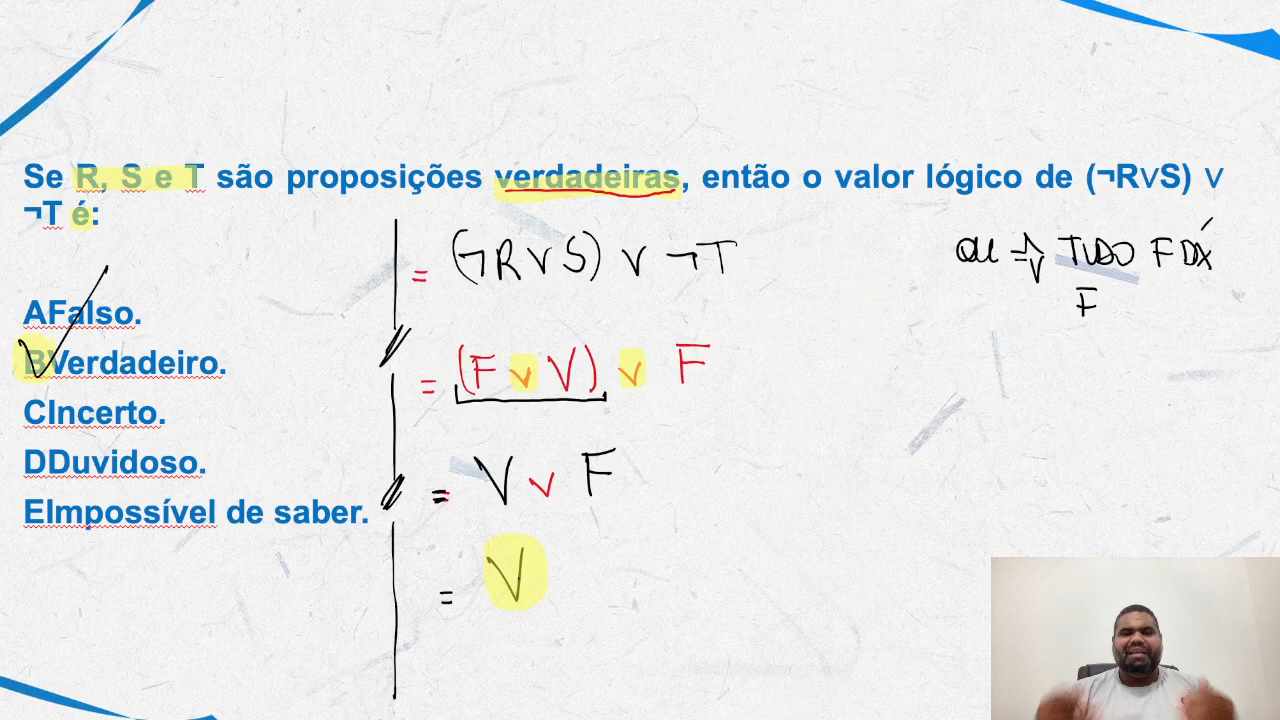 Se R, S e T são proposições verdadeiras, então o valor lógico de (¬R∨S) ∨
¬T é:
AFalso.
BVerdadeiro.
CIncerto.
DDuvidoso.
EImpossível de saber.
= (¬R∨S) ∨ ¬T
= (F ∨ V) ∨ F
= V ∨ F
= V
OU ⇒ TUDO F DÁ
V
F